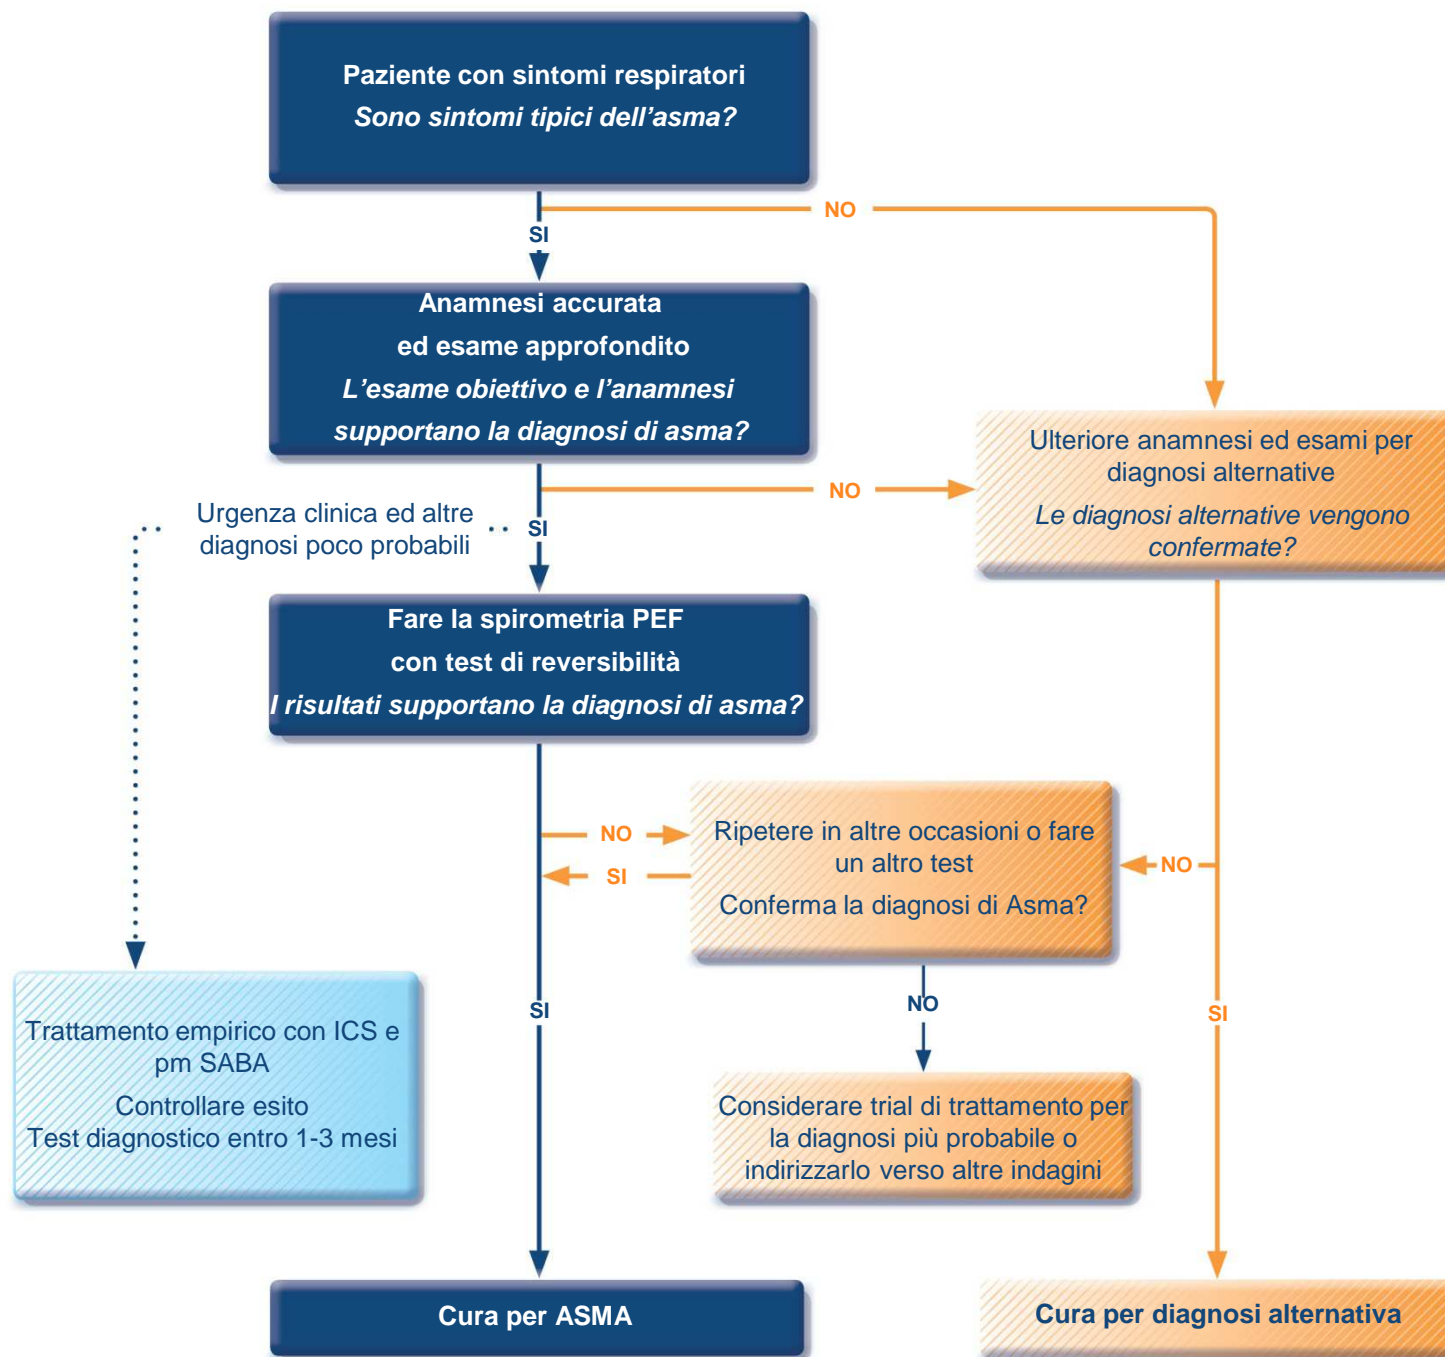 Paziente con sintomi respiratori
Sono sintomi tipici dell’asma?
NO
SI
Anamnesi accurata
ed esame approfondito
L’esame obiettivo e l’anamnesi
supportano la diagnosi di asma?
Ulteriore anamnesi ed esami per
diagnosi alternative
Le diagnosi alternative vengono
confermate?
NO
Urgenza clinica ed altre
diagnosi poco probabili
SI
Fare la spirometria PEF
con test di reversibilità
I risultati supportano la diagnosi di asma?
NO
SI
Ripetere in altre occasioni o fare
un altro test
Conferma la diagnosi di Asma?
NO
SI
NO
SI
Trattamento empirico con ICS e
pm SABA
Controllare esito
Test diagnostico entro 1-3 mesi
Considerare trial di trattamento per
la diagnosi più probabile o
indirizzarlo verso altre indagini
Cura per ASMA
Cura per diagnosi alternativa